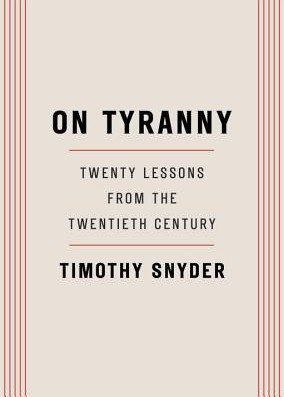 ON TYRANNY
TWENTY LESSONS
FROM THE
TWENTIETH CENTURY
TIMOTHY SNYDER